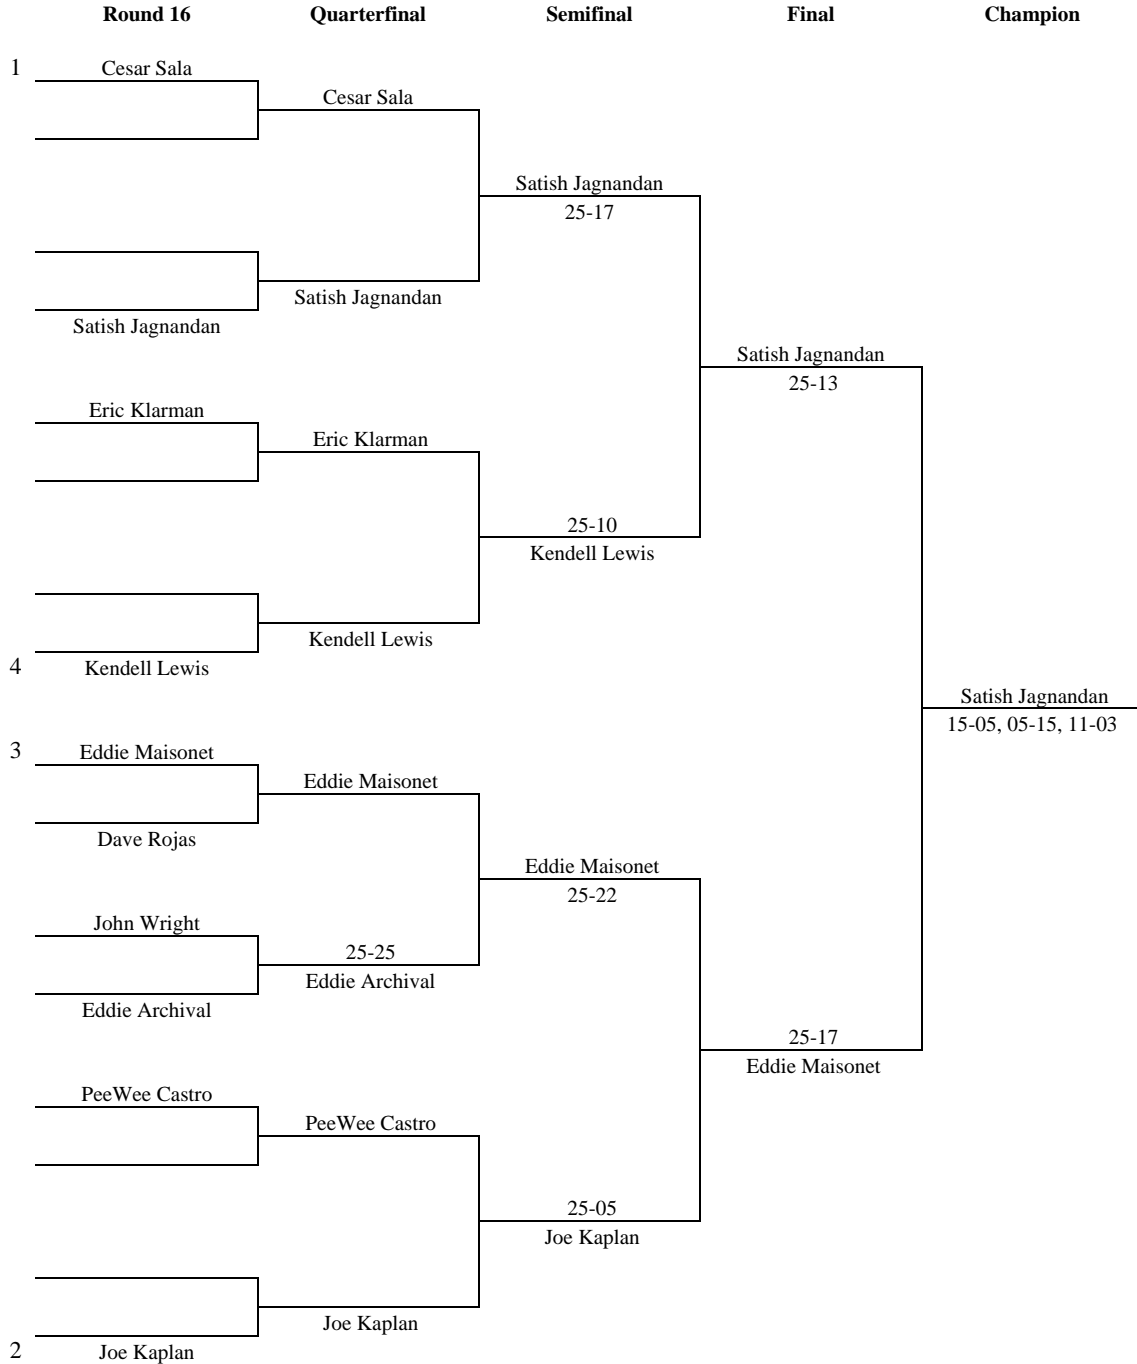 Round 16 Quarterfinal Semifinal Final Champion
1 Cesar Sala
Cesar Sala
Satish Jagnandan
25-17
Satish Jagnandan
Satish Jagnandan
Satish Jagnandan
25-13
Eric Klarman
Eric Klarman
25-10
Kendell Lewis
Kendell Lewis
4 Kendell Lewis
Satish Jagnandan
15-05, 05-15, 11-03
3 Eddie Maisonet
Eddie Maisonet
Dave Rojas
Eddie Maisonet
25-22
John Wright
25-25
Eddie Archival
Eddie Archival
25-17
Eddie Maisonet
PeeWee Castro
PeeWee Castro
25-05
Joe Kaplan
Joe Kaplan
2 Joe Kaplan